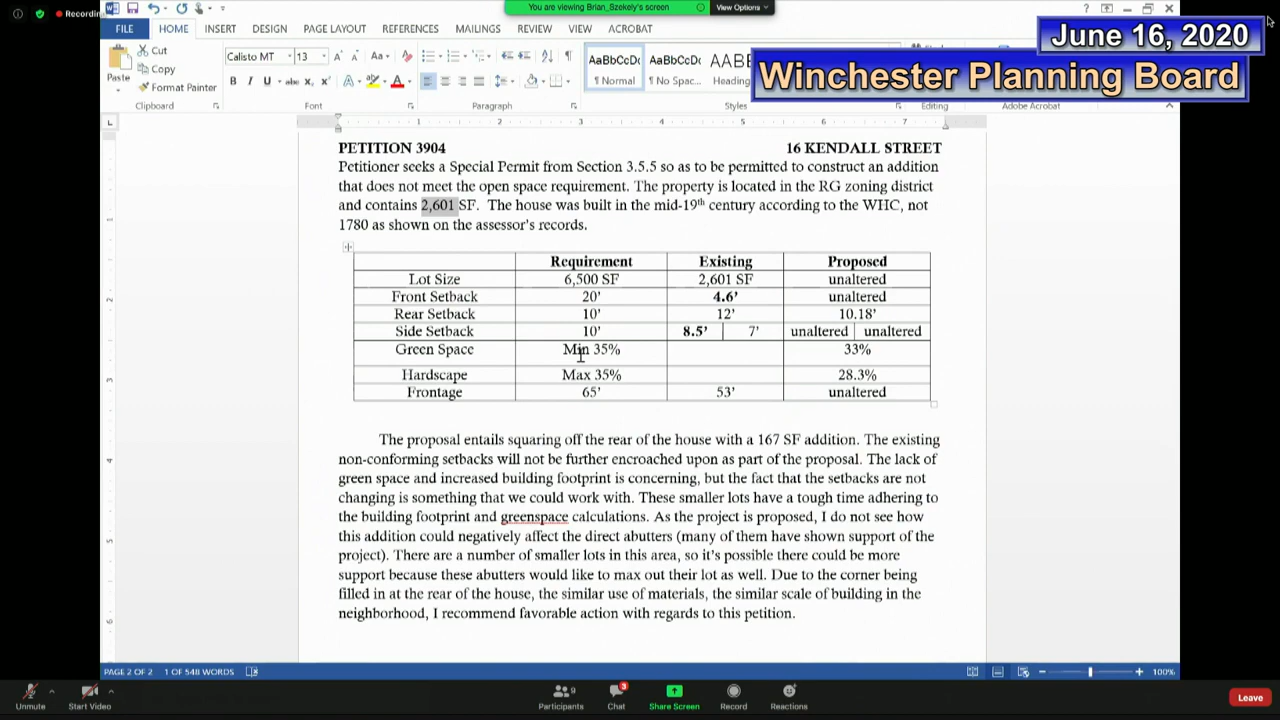 Recording
You are viewing Brian_Szekely's screen
View Options
FILE HOME INSERT DESIGN PAGE LAYOUT REFERENCES MAILINGS REVIEW VIEW ACROBAT
June 16, 2020
Winchester Planning Board
Paste
Cut
Copy
Format Painter
Calisto MT 13
AaBbCcDc AaBbCcDc AABB
¶ Normal ¶ No Spac... Heading
Clipboard Font Paragraph Styles Editing Adobe Acrobat
1 2 3 4 5 6 7
PETITION 3904 16 KENDALL STREET
Petitioner seeks a Special Permit from Section 3.5.5 so as to be permitted to construct an addition
that does not meet the open space requirement. The property is located in the RG zoning district
and contains 2,601 SF. The house was built in the mid-19th century according to the WHC, not
1780 as shown on the assessor's records.
Requirement Existing Proposed
Lot Size 6,500 SF 2,601 SF unaltered
Front Setback 20' 4.6' unaltered
Rear Setback 10' 12' 10.18'
Side Setback 10' 8.5' 7' unaltered unaltered
Green Space Min 35% 33%
Hardscape Max 35% 28.3%
Frontage 65' 53' unaltered
The proposal entails squaring off the rear of the house with a 167 SF addition. The existing
non-conforming setbacks will not be further encroached upon as part of the proposal. The lack of
green space and increased building footprint is concerning, but the fact that the setbacks are not
changing is something that we could work with. These smaller lots have a tough time adhering to
the building footprint and greenspace calculations. As the project is proposed, I do not see how
this addition could negatively affect the direct abutters (many of them have shown support of the
project). There are a number of smaller lots in this area, so it's possible there could be more
support because these abutters would like to max out their lot as well. Due to the corner being
filled in at the rear of the house, the similar use of materials, the similar scale of building in the
neighborhood, I recommend favorable action with regards to this petition.
PAGE 2 OF 2 1 OF 548 WORDS 100%
Unmute Start Video Participants 9 Chat 3 Share Screen Record Reactions Leave